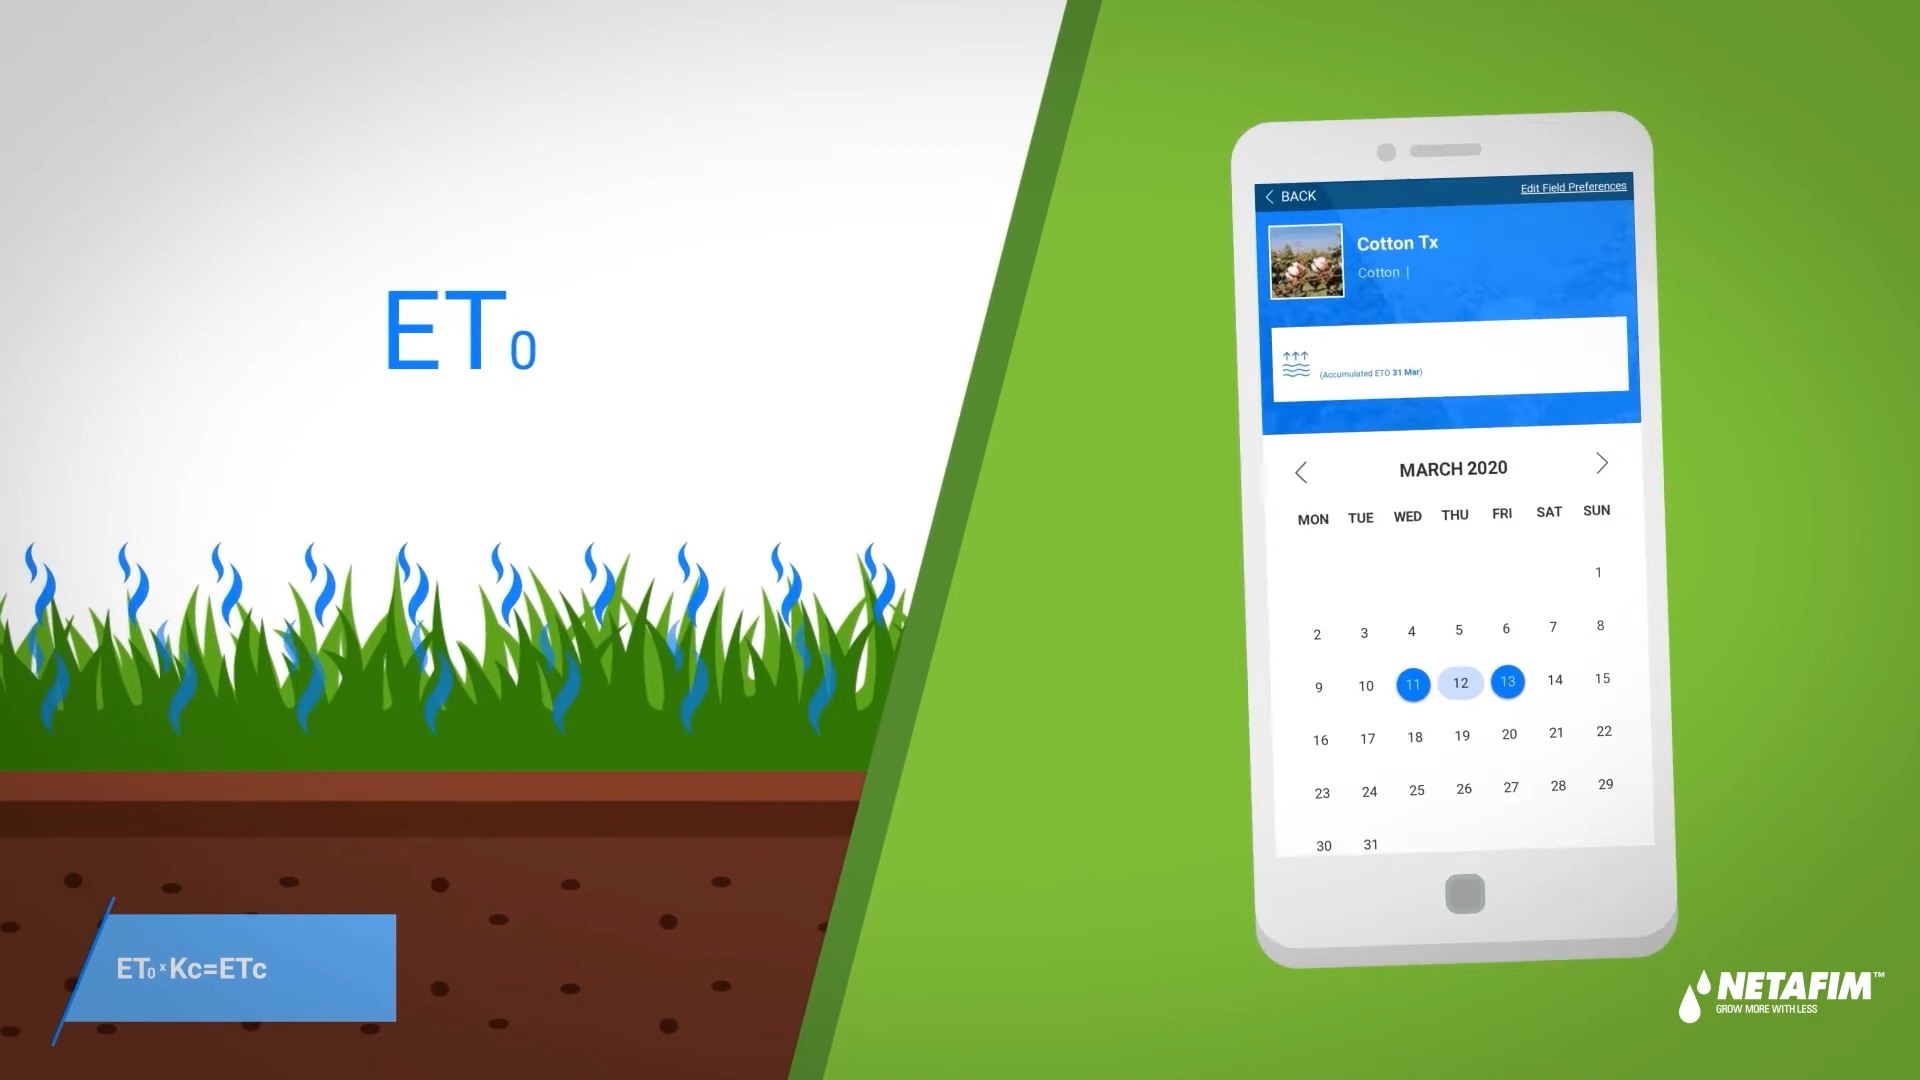 ET0
ET0 x Kc=ETc
BACK
Edit Field Preferences
Cotton Tx
Cotton |
(Accumulated ETO 31 Mar)
MARCH 2020
MON TUE WED THU FRI SAT SUN
1
2 3 4 5 6 7 8
9 10 11 12 13 14 15
16 17 18 19 20 21 22
23 24 25 26 27 28 29
30 31
NETAFIM™
GROW MORE WITH LESS